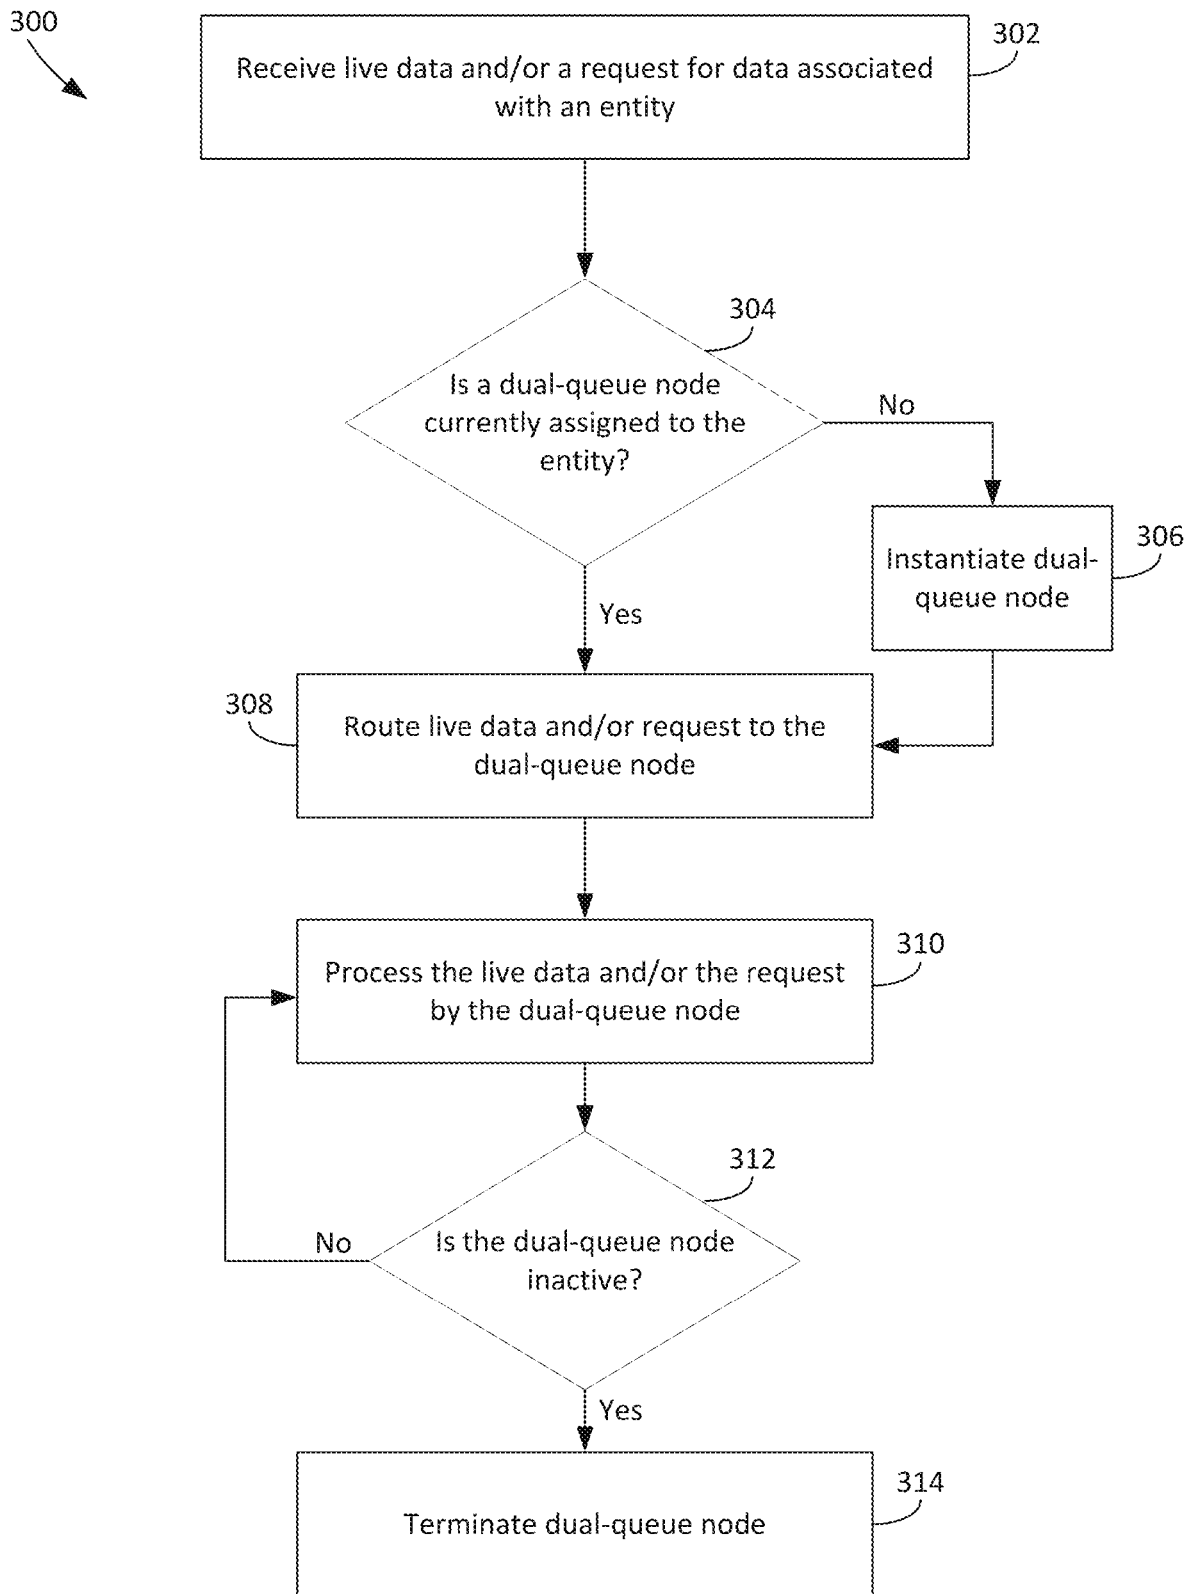 300
302
Receive live data and/or a request for data associated
with an entity
304
Is a dual-queue node
currently assigned to the
entity?
No
306
Instantiate dual-
queue node
Yes
308
Route live data and/or request to the
dual-queue node
310
Process the live data and/or the request
by the dual-queue node
312
Is the dual-queue node
inactive?
No
Yes
314
Terminate dual-queue node